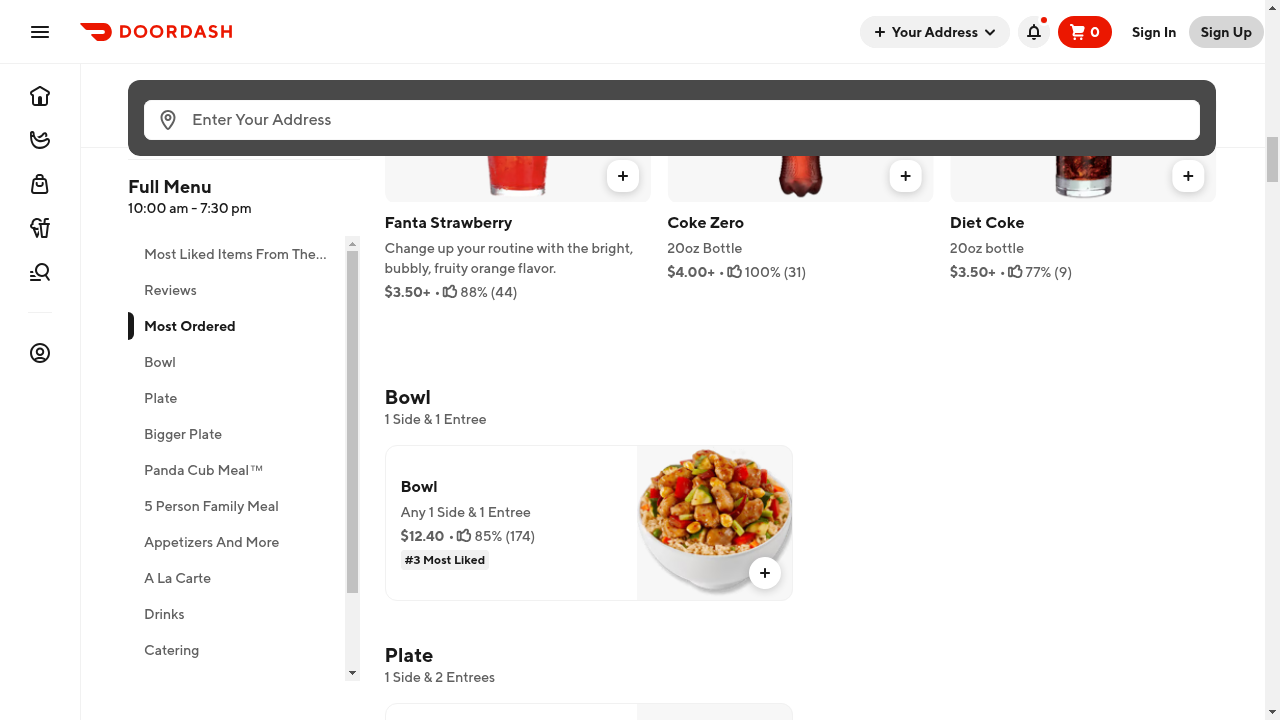 DOORDASH
Your Address
0
Sign In
Sign Up
Enter Your Address
Full Menu
10:00 am - 7:30 pm
Most Liked Items From The...
Reviews
Most Ordered
Bowl
Plate
Bigger Plate
Panda Cub Meal™
5 Person Family Meal
Appetizers And More
A La Carte
Drinks
Catering
Fanta Strawberry
Change up your routine with the bright,
bubbly, fruity orange flavor.
$3.50+ • 88% (44)
Coke Zero
20oz Bottle
$4.00+ • 100% (31)
Diet Coke
20oz bottle
$3.50+ • 77% (9)
Bowl
1 Side & 1 Entree
Bowl
Any 1 Side & 1 Entree
$12.40 • 85% (174)
#3 Most Liked
Plate
1 Side & 2 Entrees